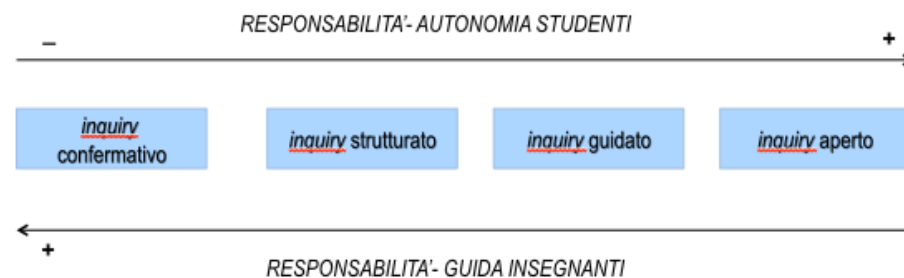 RESPONSABILITA'- AUTONOMIA STUDENTI
– +
inquiry
confermativo
inquiry strutturato
inquiry guidato
inquiry aperto
+
RESPONSABILITA'- GUIDA INSEGNANTI